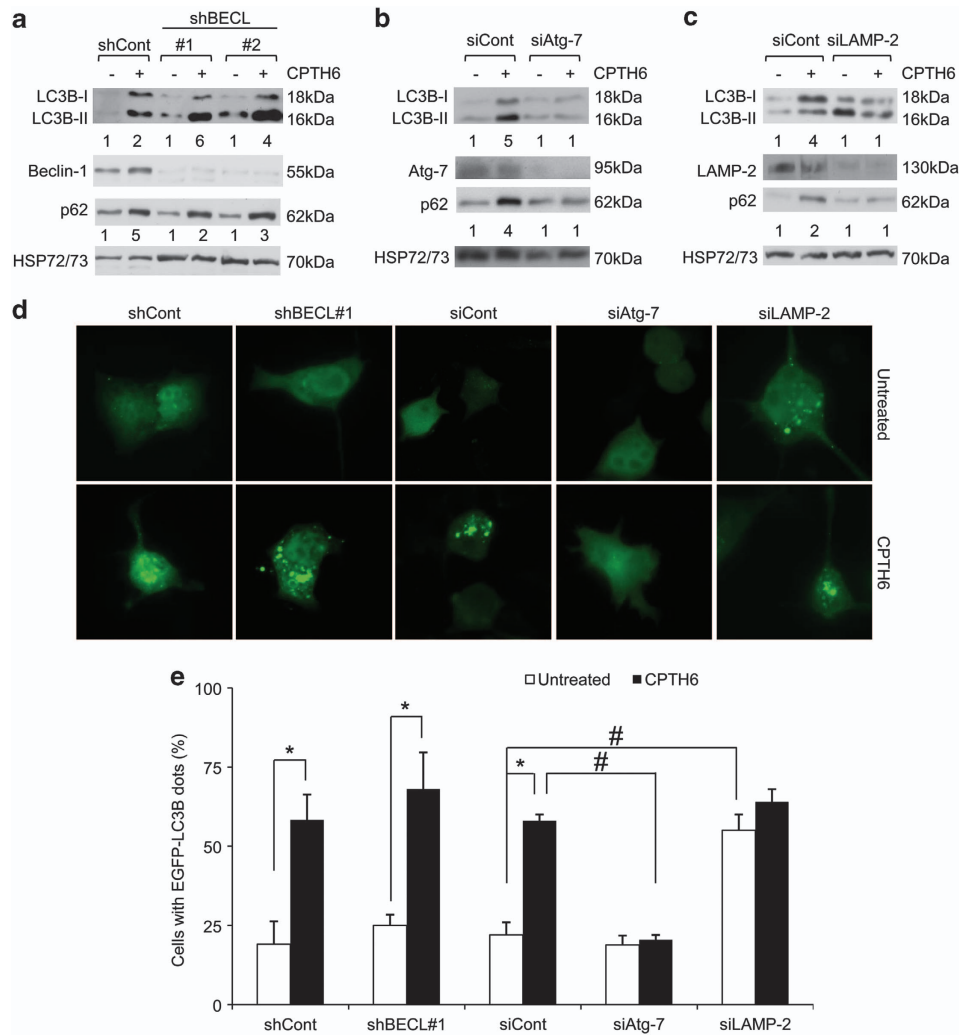 a
shBECL
shCont #1 #2
- + - + - + CPTH6
LC3B-I 18kDa
LC3B-II 16kDa
1 2 1 6 1 4
Beclin-1 55kDa
p62 62kDa
1 5 1 2 1 3
HSP72/73 70kDa
b
siCont siAtg-7
- + - + CPTH6
LC3B-I 18kDa
LC3B-II 16kDa
1 5 1 1
Atg-7 95kDa
p62 62kDa
1 4 1 1
HSP72/73 70kDa
c
siCont siLAMP-2
- + - + CPTH6
LC3B-I 18kDa
LC3B-II 16kDa
1 4 1 1
LAMP-2 130kDa
p62 62kDa
1 2 1 1
HSP72/73 70kDa
d
shCont shBECL#1 siCont siAtg-7 siLAMP-2
Untreated
CPTH6
e
Untreated CPTH6
Cells with EGFP-LC3B dots (%)
100
75
50
25
0
* * * # #
shCont shBECL#1 siCont siAtg-7 siLAMP-2